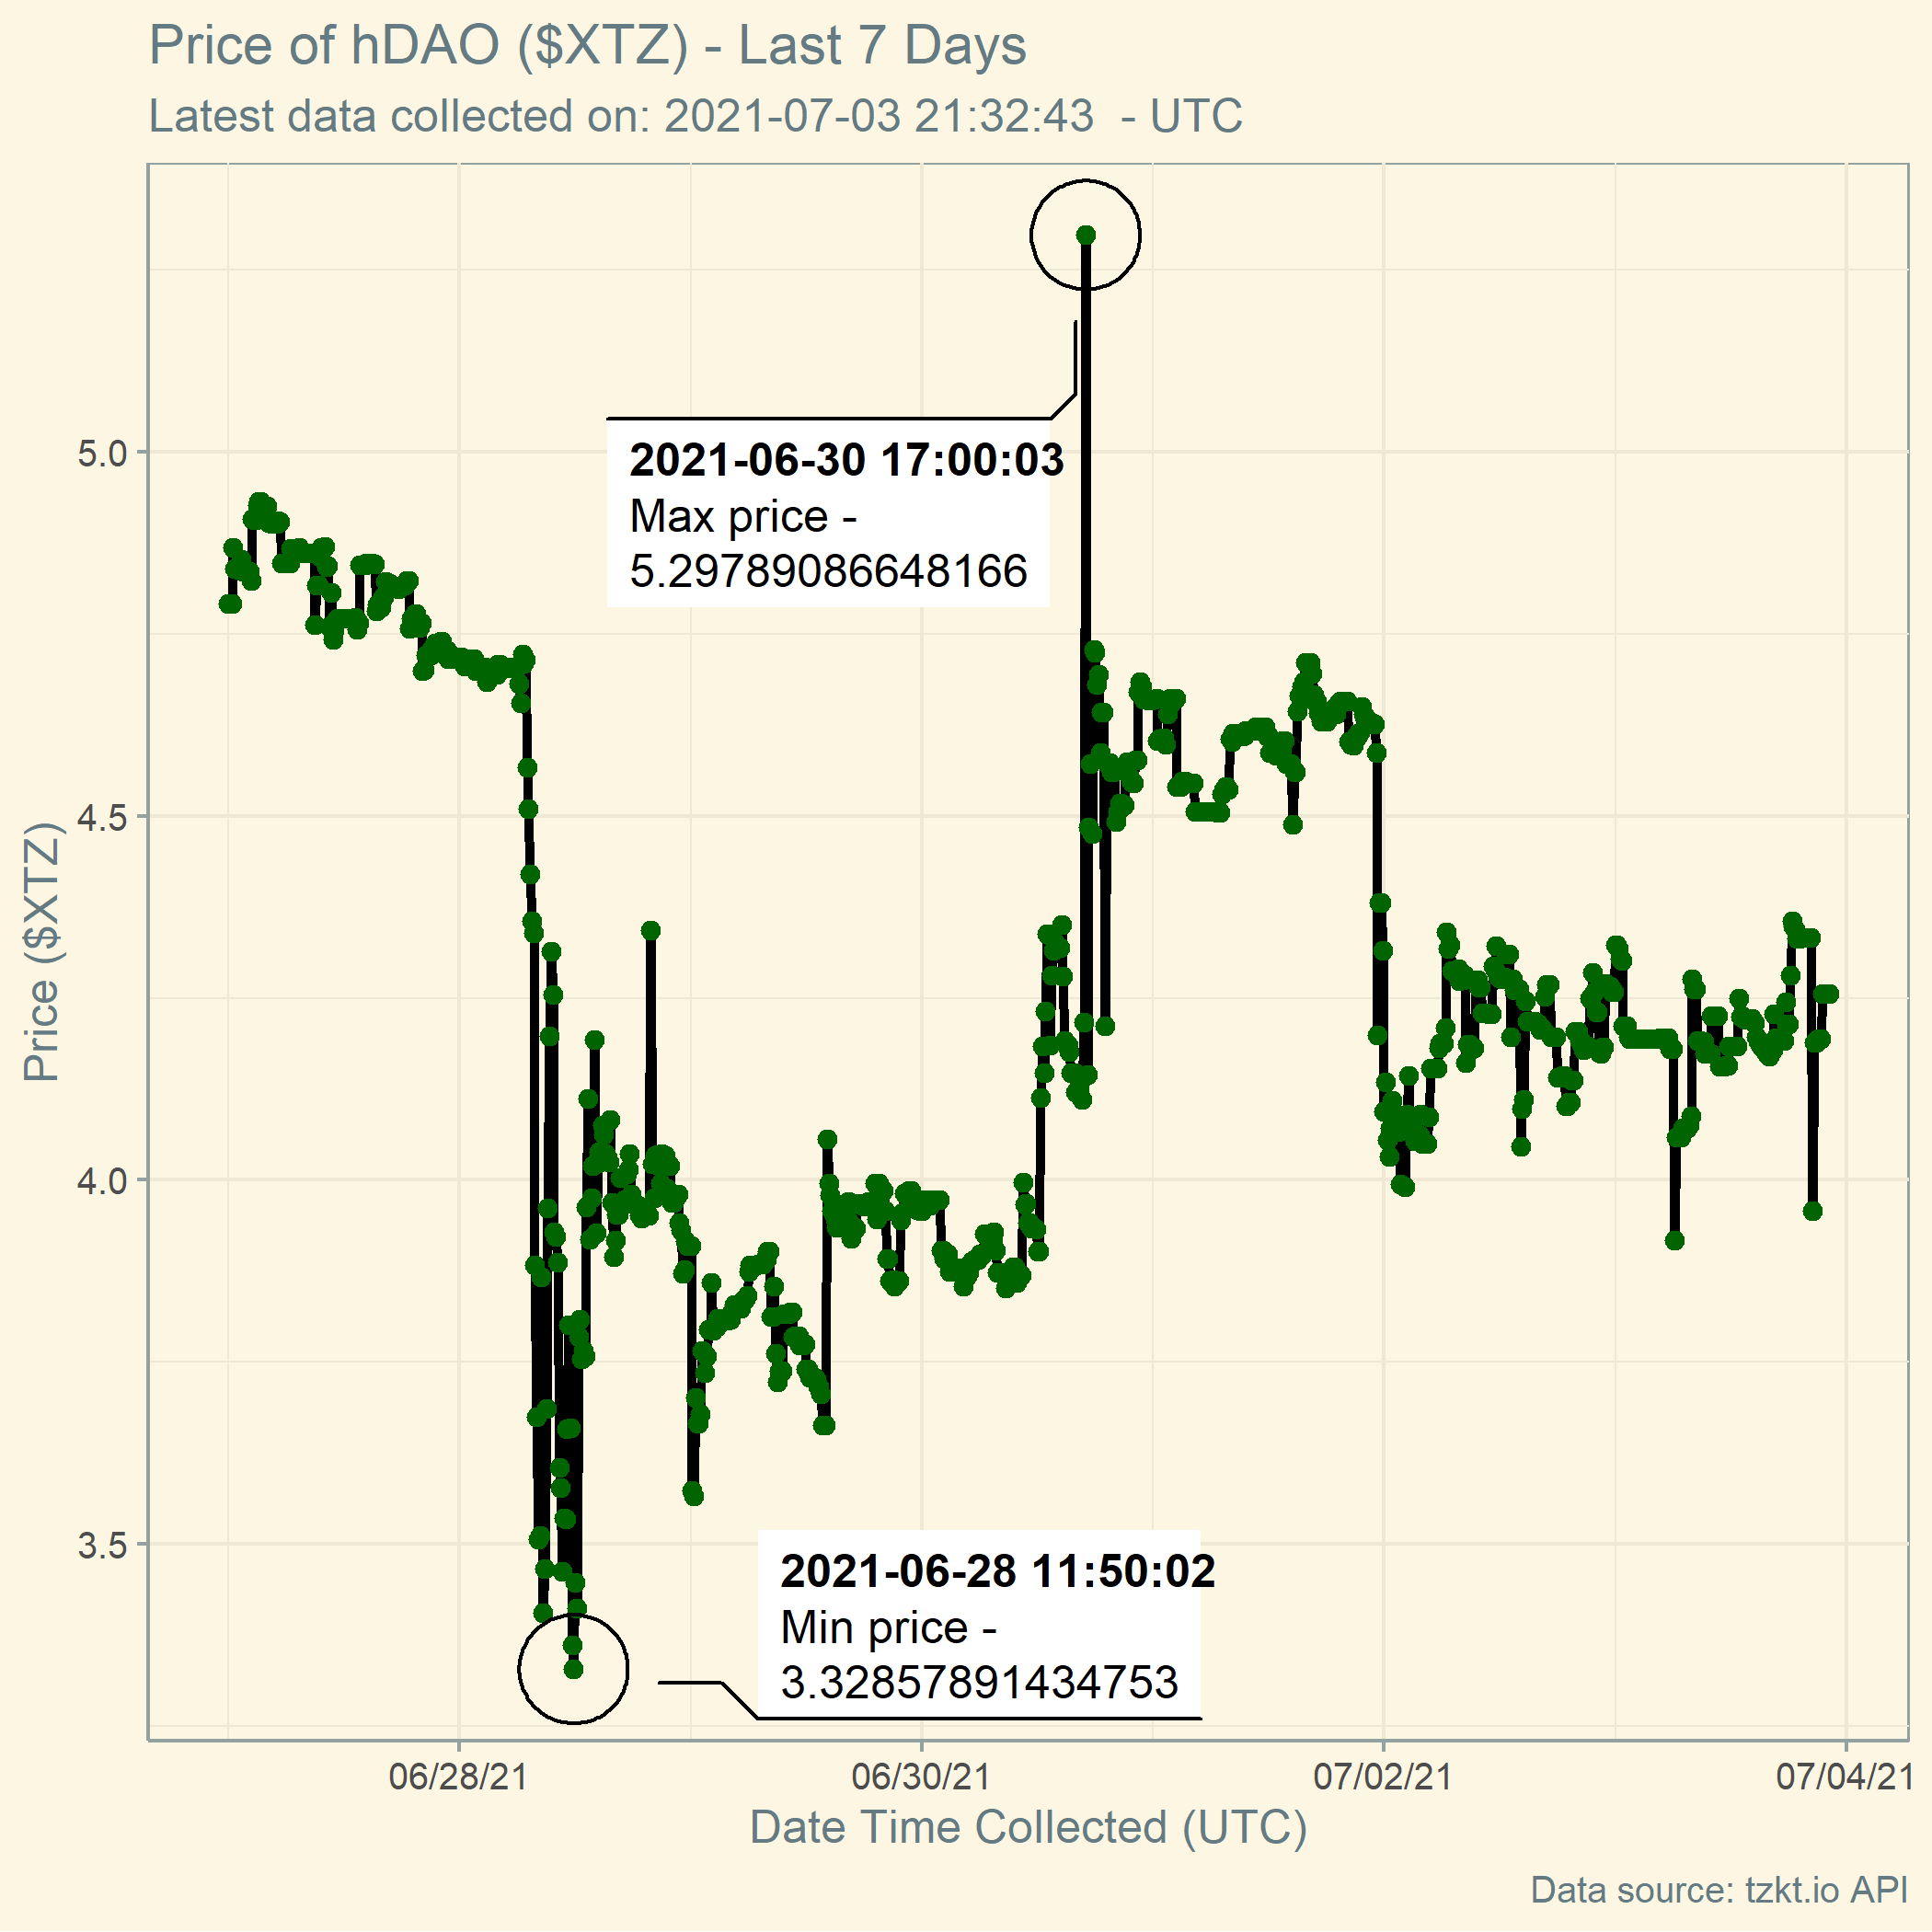 Price of hDAO ($XTZ) - Last 7 Days
Latest data collected on: 2021-07-03 21:32:43  - UTC
2021-06-30 17:00:03
Max price -
5.29789086648166
2021-06-28 11:50:02
Min price -
3.32857891434753
Price ($XTZ)
5.0
4.5
4.0
3.5
06/28/21
06/30/21
07/02/21
07/04/21
Date Time Collected (UTC)
Data source: tzkt.io API